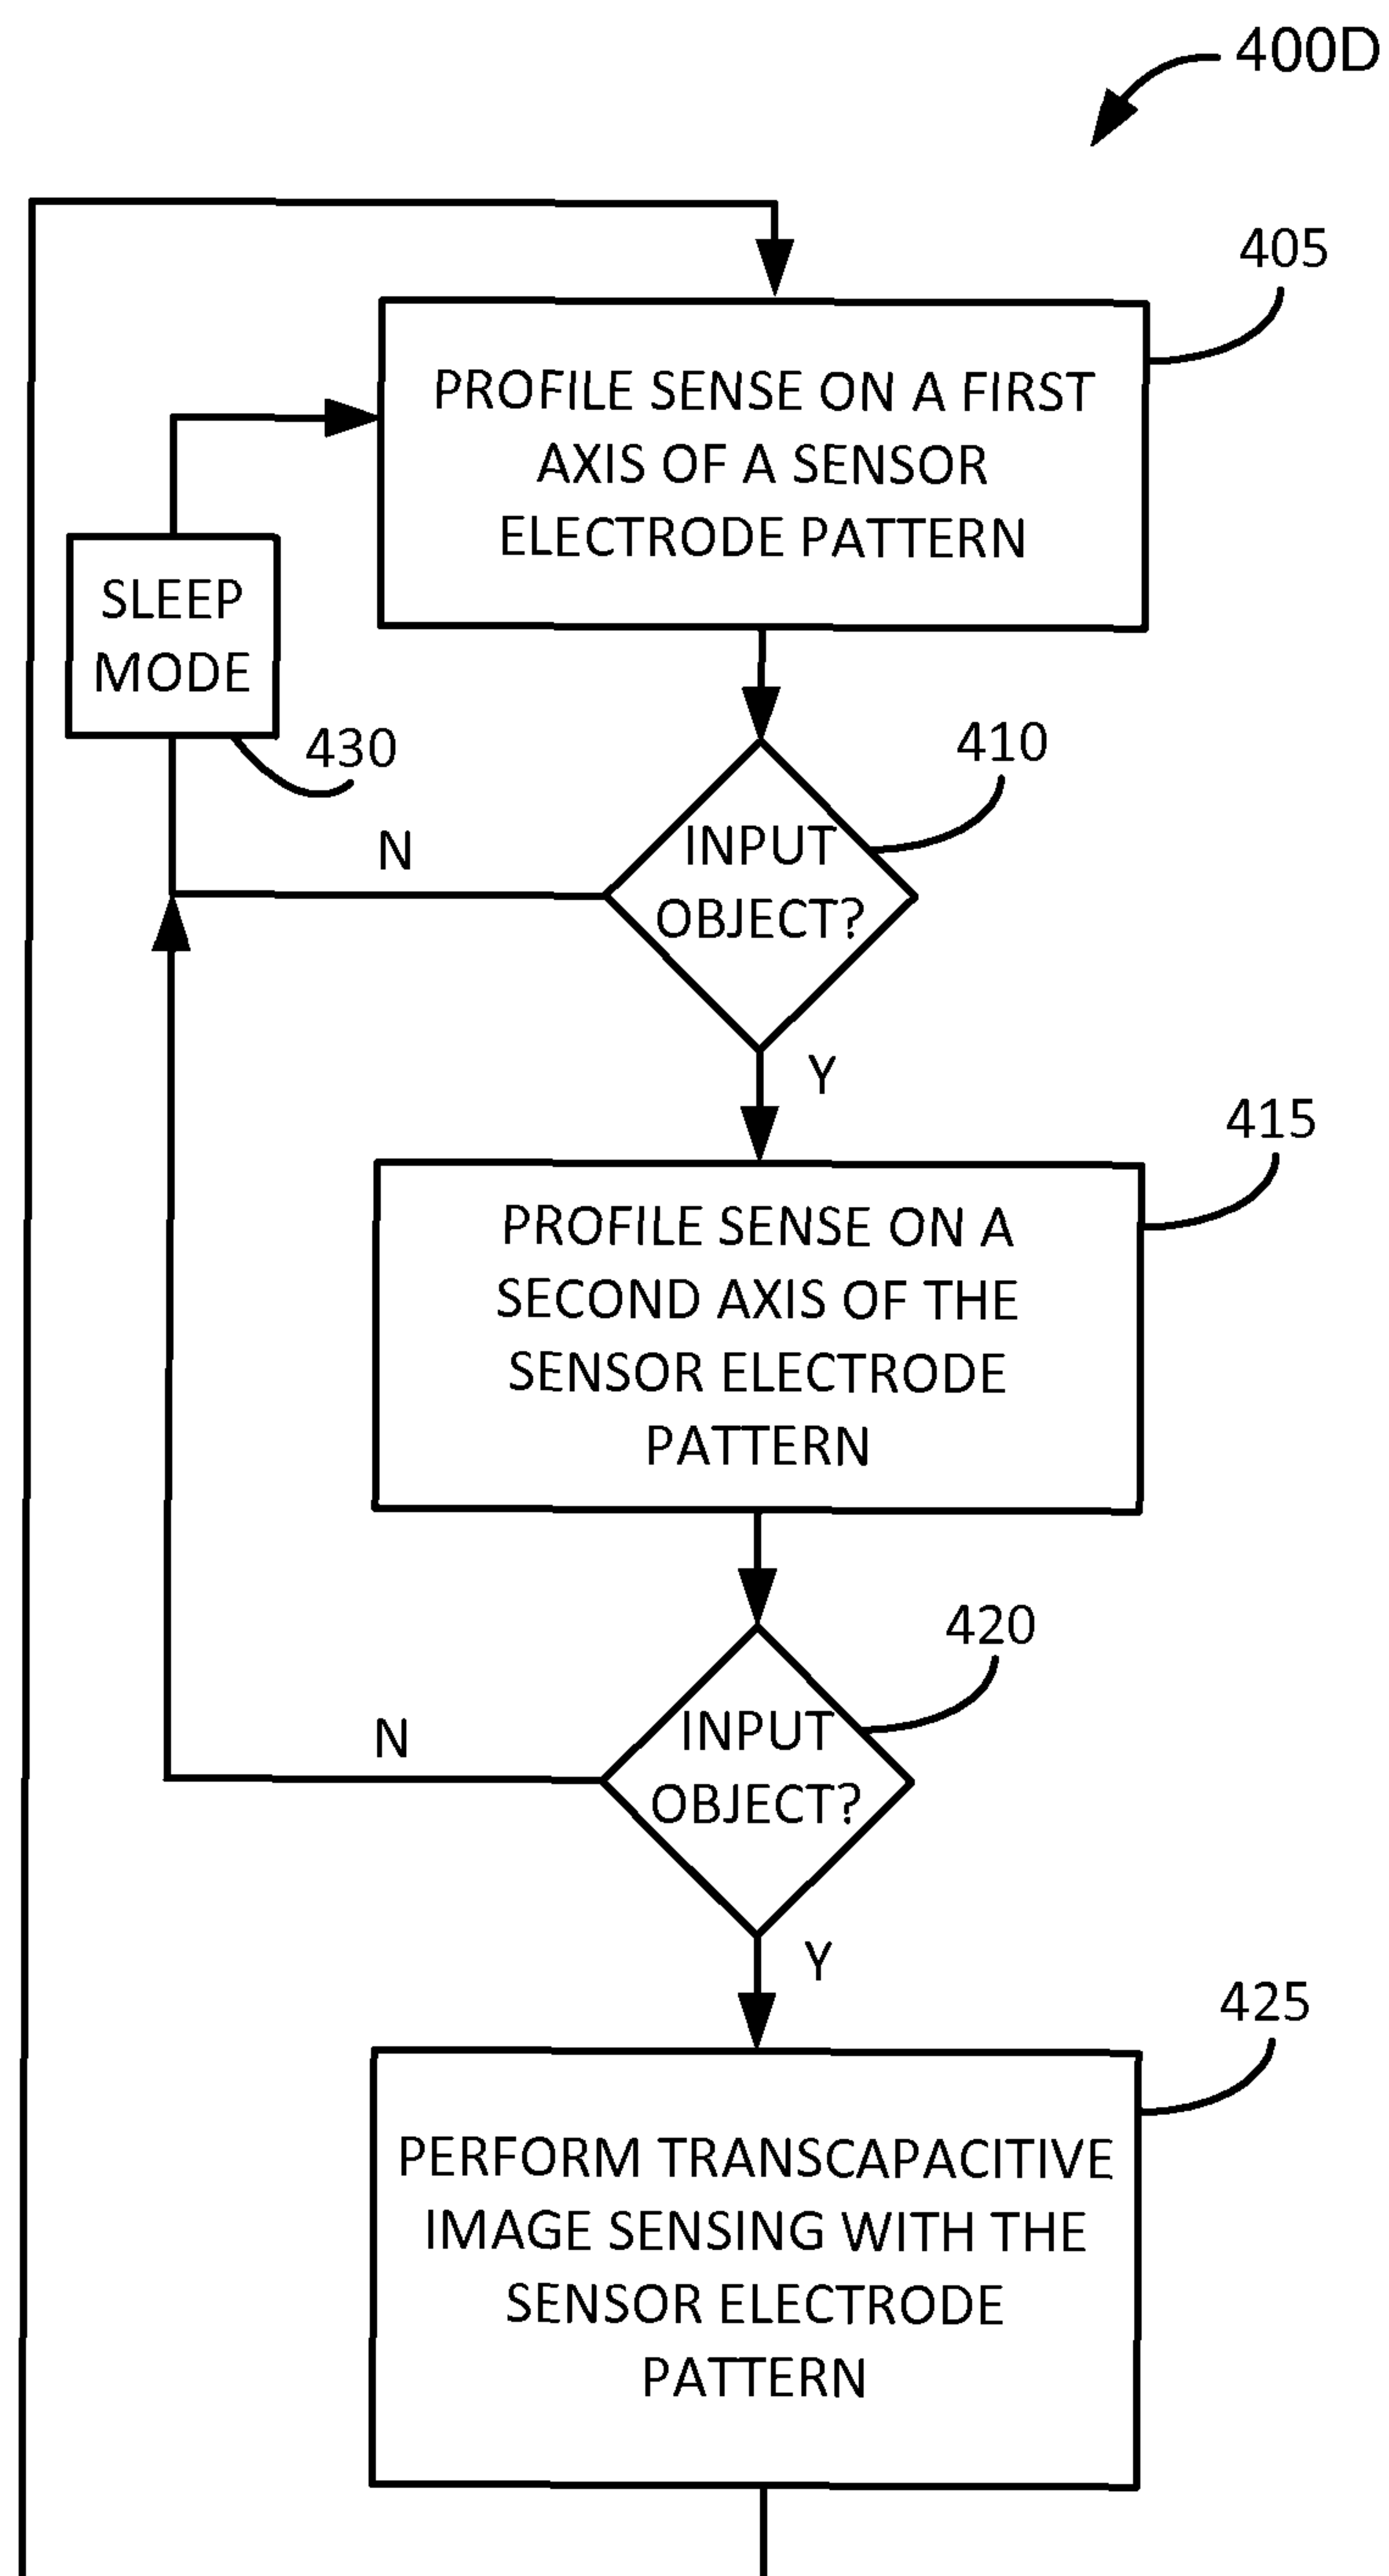 400D
405
PROFILE SENSE ON A FIRST
AXIS OF A SENSOR
ELECTRODE PATTERN
SLEEP
MODE
430
410
N
INPUT
OBJECT?
Y
415
PROFILE SENSE ON A
SECOND AXIS OF THE
SENSOR ELECTRODE
PATTERN
420
N
INPUT
OBJECT?
Y
425
PERFORM TRANSCAPACITIVE
IMAGE SENSING WITH THE
SENSOR ELECTRODE
PATTERN